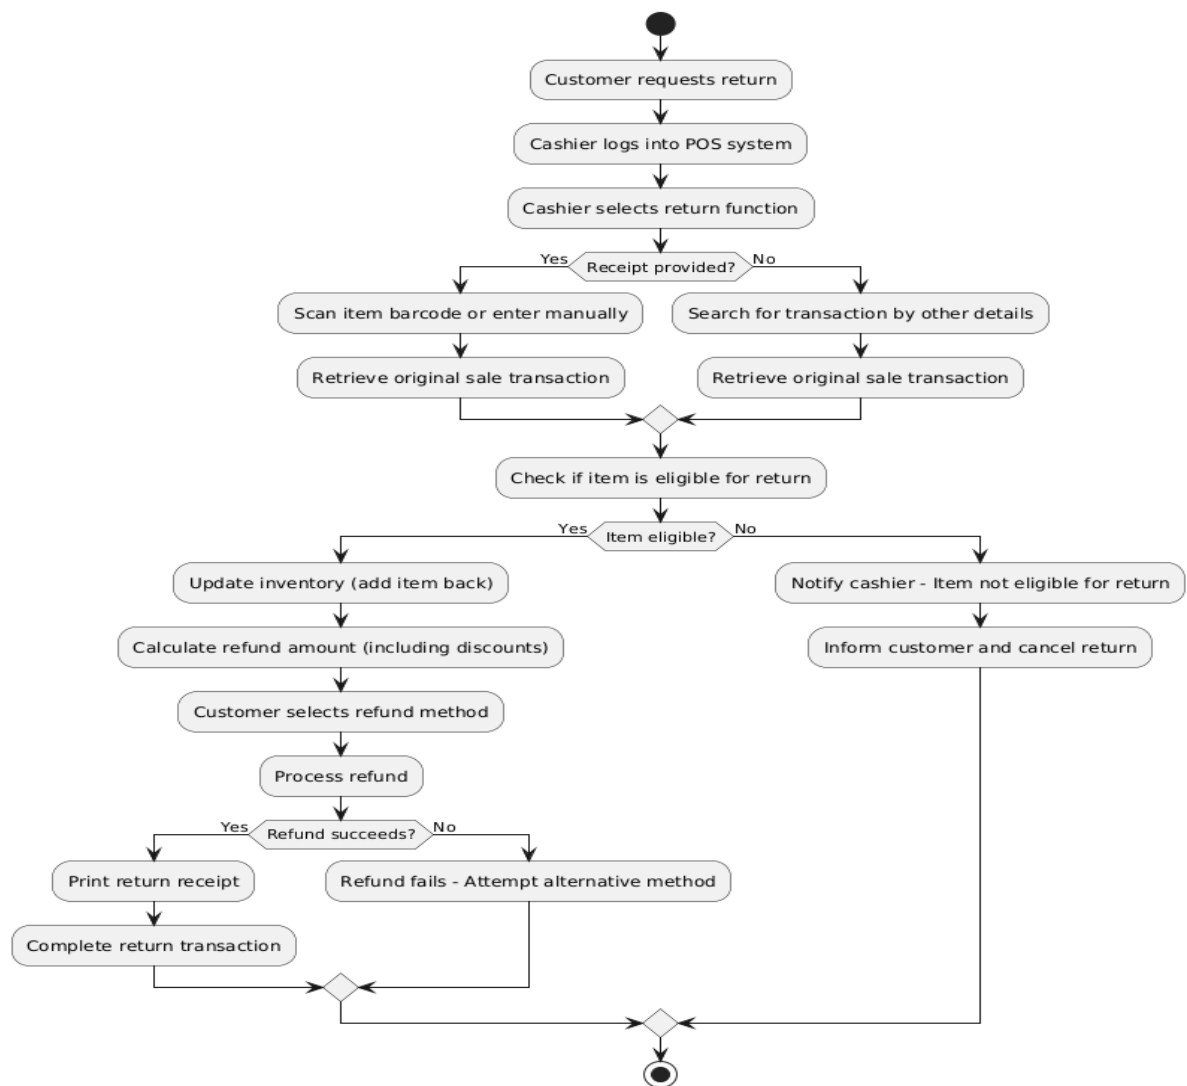 Customer requests return
Cashier logs into POS system
Cashier selects return function
Yes
Receipt provided?
No
Scan item barcode or enter manually
Search for transaction by other details
Retrieve original sale transaction
Retrieve original sale transaction
Check if item is eligible for return
Yes
Item eligible?
No
Update inventory (add item back)
Notify cashier - Item not eligible for return
Calculate refund amount (including discounts)
Inform customer and cancel return
Customer selects refund method
Process refund
Yes
Refund succeeds?
No
Print return receipt
Refund fails - Attempt alternative method
Complete return transaction